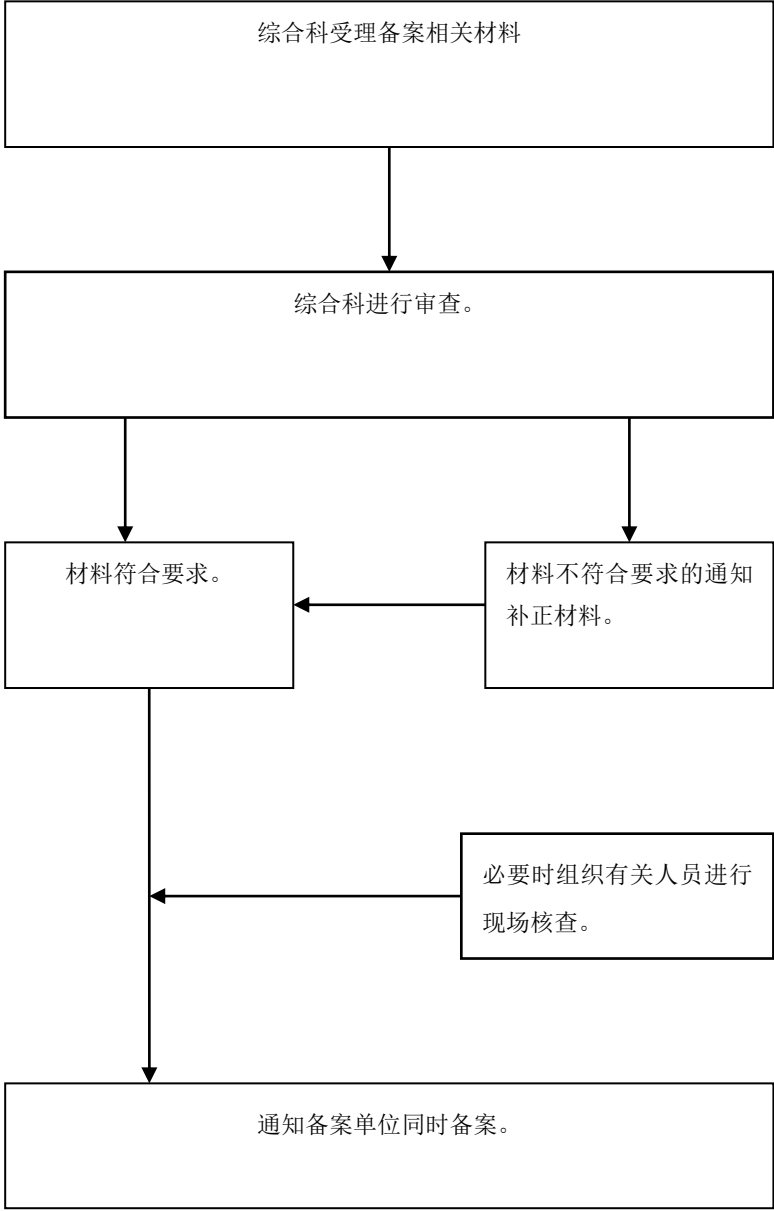 综合科受理备案相关材料
综合科进行审查。
材料符合要求。
材料不符合要求的通知
补正材料。
必要时组织有关人员进行
现场核查。
通知备案单位同时备案。